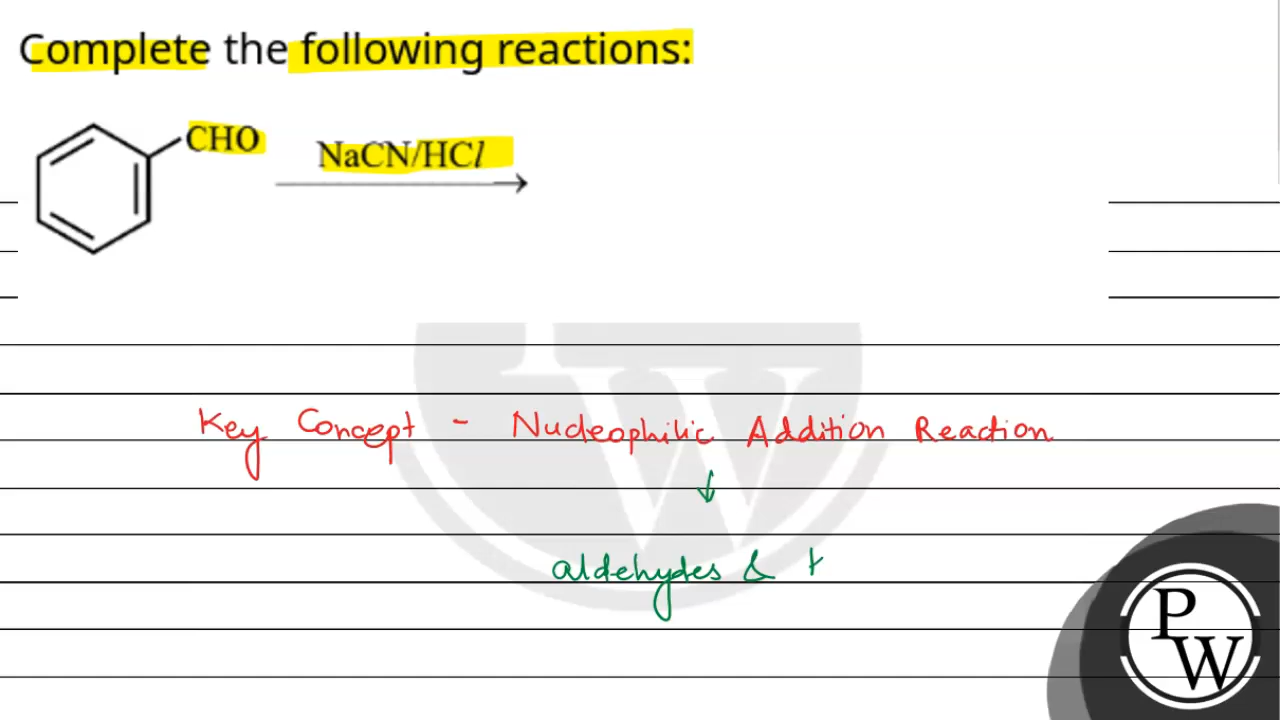 Complete the following reactions:
CHO
NaCN/HCl
Key Concept - Nucleophilic Addition Reaction
↓
aldehydes &
P
W